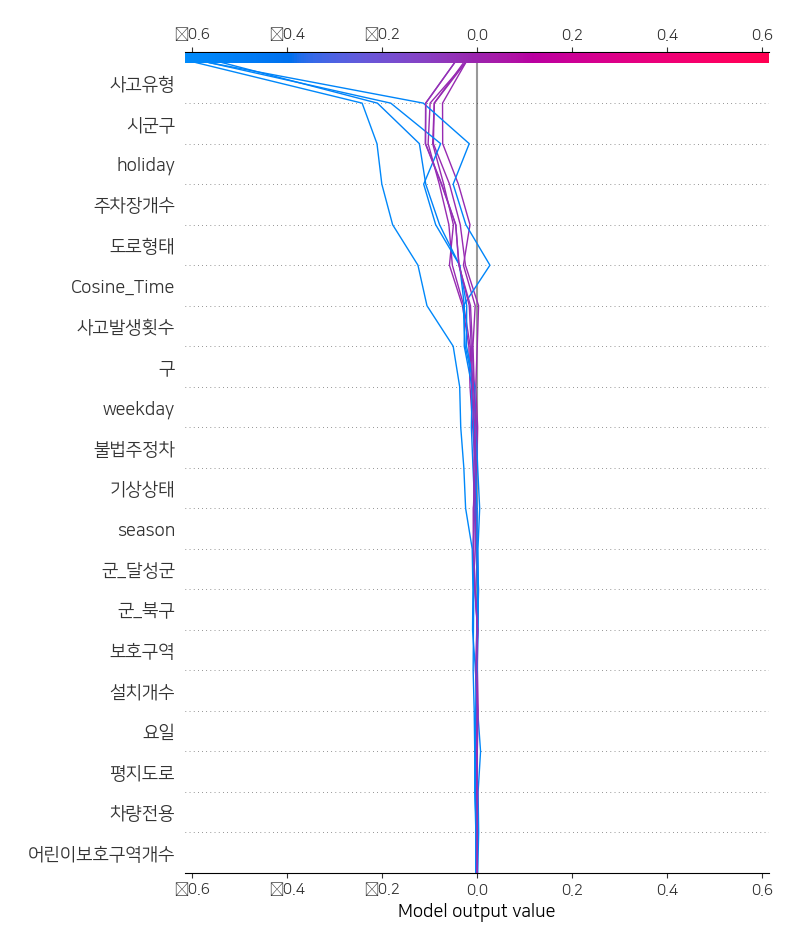 ☒0.6 ☒0.4 ☒0.2 0.0 0.2 0.4 0.6
사고유형
시군구
holiday
주차장개수
도로형태
Cosine_Time
사고발생횟수
구
weekday
불법주정차
기상상태
season
군_달성군
군_북구
보호구역
설치개수
요일
평지도로
차량전용
어린이보호구역개수
☒0.6 ☒0.4 ☒0.2 0.0 0.2 0.4 0.6
Model output value